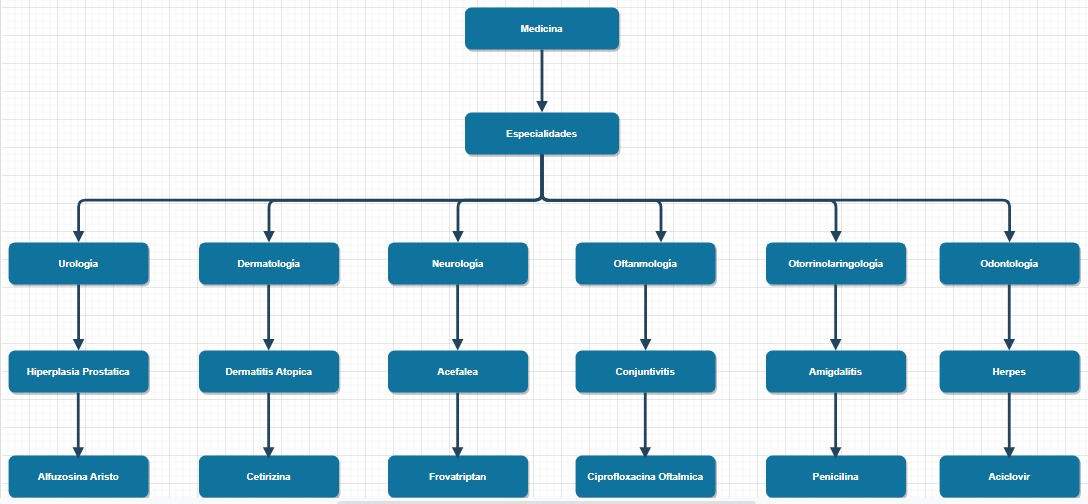 Medicina
Especialidades
Urologia
Dermatologia
Neurologia
Oftanmologia
Otorrinolaringologia
Odontologia
Hiperplasia Prostatica
Dermatitis Atopica
Acefalea
Conjuntivitis
Amigdalitis
Herpes
Alfuzosina Aristo
Cetirizina
Frovatriptan
Ciprofloxacina Oftalmica
Penicilina
Aciclovir